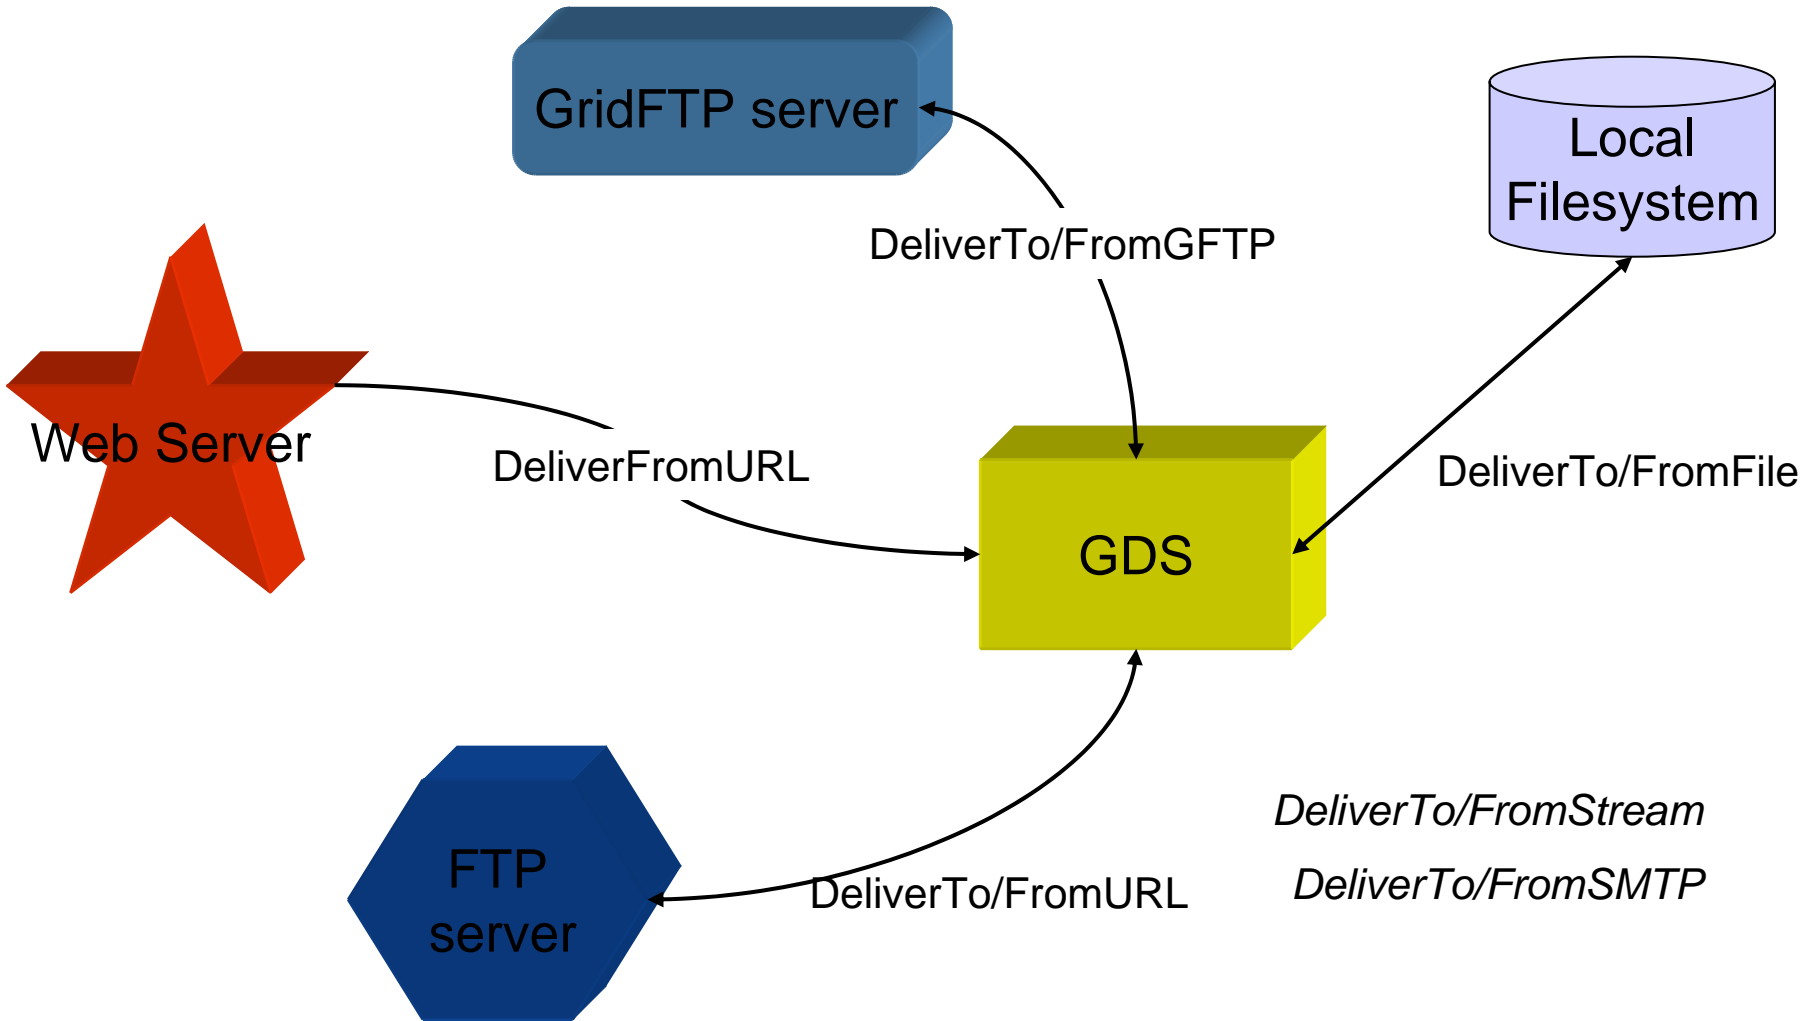 GridFTP server
Local
Filesystem
DeliverTo/FromGFTP
Web Server
DeliverFromURL
DeliverTo/FromFile
GDS
DeliverTo/FromStream
FTP
server
DeliverTo/FromURL
DeliverTo/FromSMTP